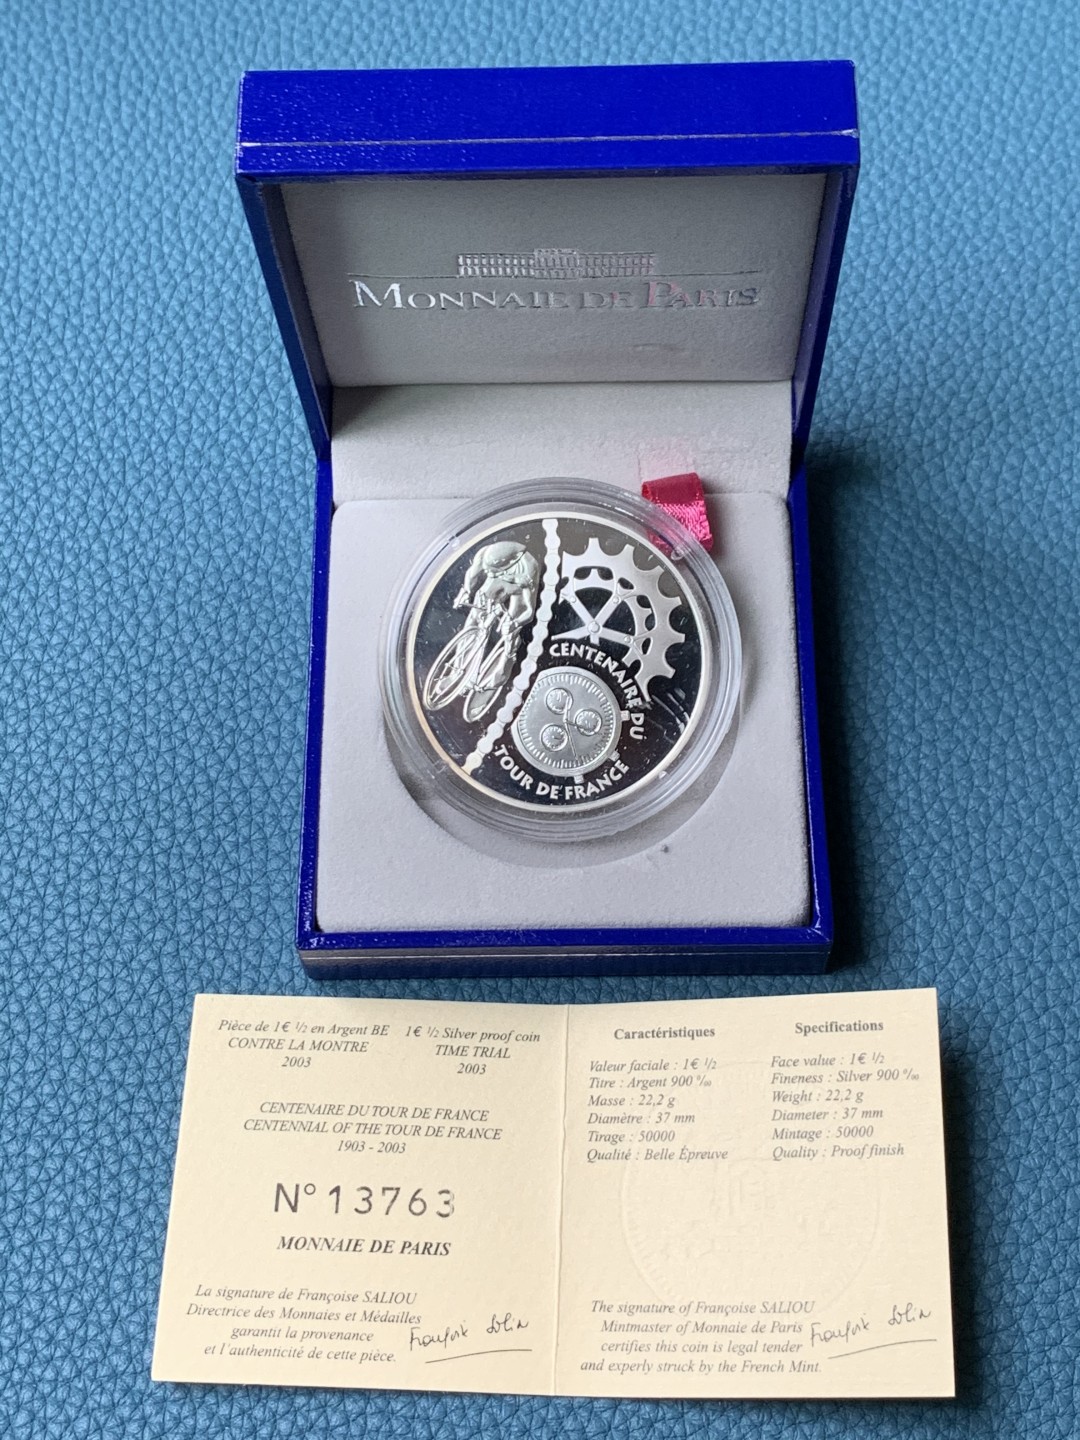 MONNAIE DE PARIS
CENTENAIRE DU
TOUR DE FRANCE
Pièce de 1€ ½ en Argent BE
CONTRE LA MONTRE
2003
1€ ½ Silver proof coin
TIME TRIAL
2003
CENTENAIRE DU TOUR DE FRANCE
CENTENNIAL OF THE TOUR DE FRANCE
1903 - 2003
N° 13763
MONNAIE DE PARIS
La signature de Françoise SALIOU
Directrice des Monnaies et Médailles
garantit la provenance
et l'authenticité de cette pièce.
Caractéristiques
Valeur faciale : 1€ ½
Titre : Argent 900 °/₀₀
Masse : 22,2 g
Diamètre : 37 mm
Tirage : 50000
Qualité : Belle Épreuve
Specifications
Face value : 1€ ½
Fineness : Silver 900 °/₀₀
Weight : 22,2 g
Diameter : 37 mm
Mintage : 50000
Quality : Proof finish
The signature of Françoise SALIOU
Mintmaster of Monnaie de Paris
certifies this coin is legal tender
and experly struck by the French Mint.